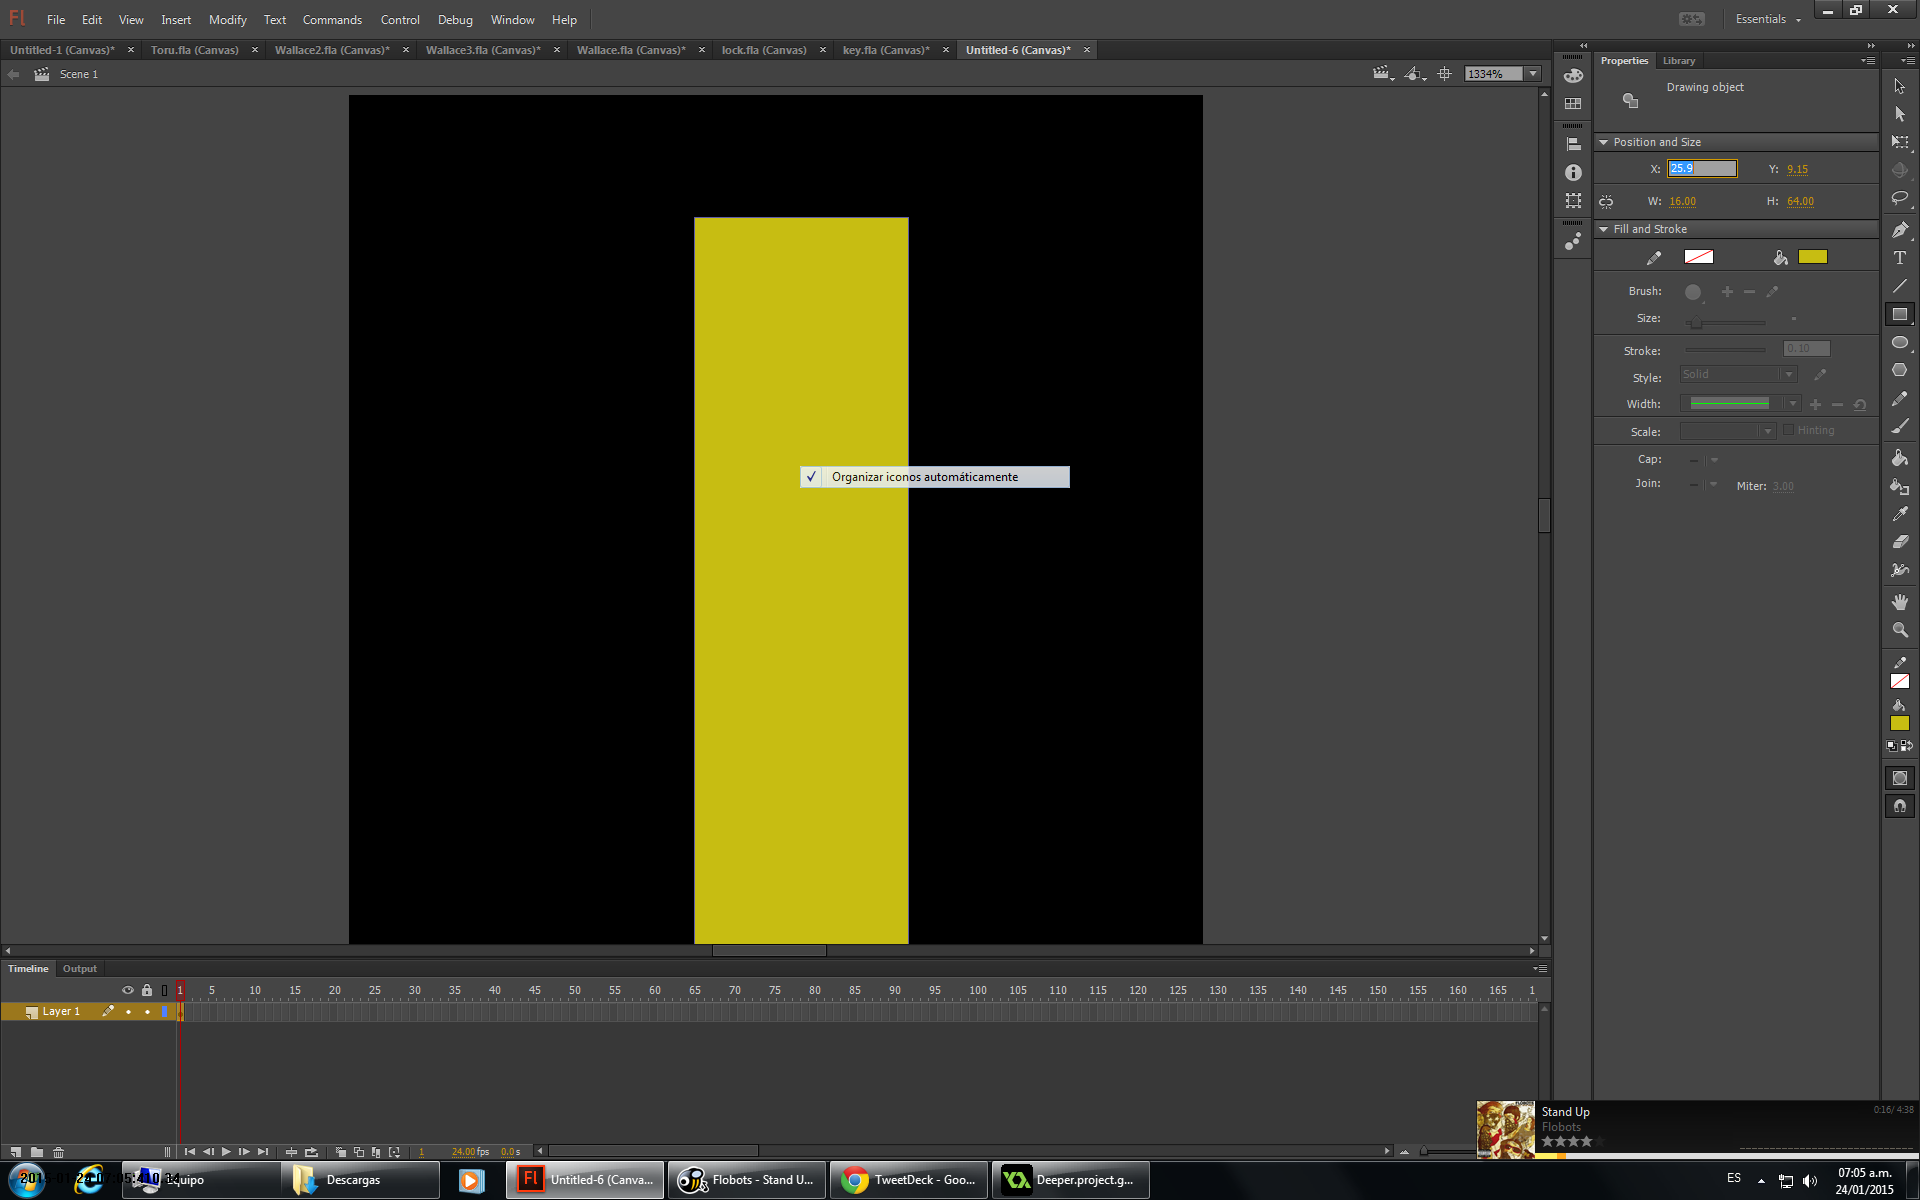 Fl File Edit View Insert Modify Text Commands Control Debug Window Help Essentials
Untitled-1 (Canvas)* Toru.fla (Canvas) Wallace2.fla (Canvas)* Wallace3.fla (Canvas)* Wallace.fla (Canvas)* lock.fla (Canvas) key.fla (Canvas)* Untitled-6 (Canvas)*
Scene 1 1334%
Properties Library
Drawing object
Position and Size
X: 25.9 Y: 9.15
W: 16.00 H: 64.00
Fill and Stroke
Brush:
Size:
Stroke: 0.10
Style: Solid
Width:
Scale: Hinting
Cap:
Join: Miter: 3.00
Organizar iconos automáticamente
Timeline Output
1 5 10 15 20 25 30 35 40 45 50 55 60 65 70 75 80 85 90 95 100 105 110 115 120 125 130 135 140 145 150 155 160 165 1
Layer 1
1 24.00 fps 0.0 s
Stand Up 0:16/ 4:38
Flobots
Equipo Descargas Untitled-6 (Canva... Flobots - Stand U... TweetDeck - Goo... Deeper.project.g... ES
07:05 a.m.
24/01/2015